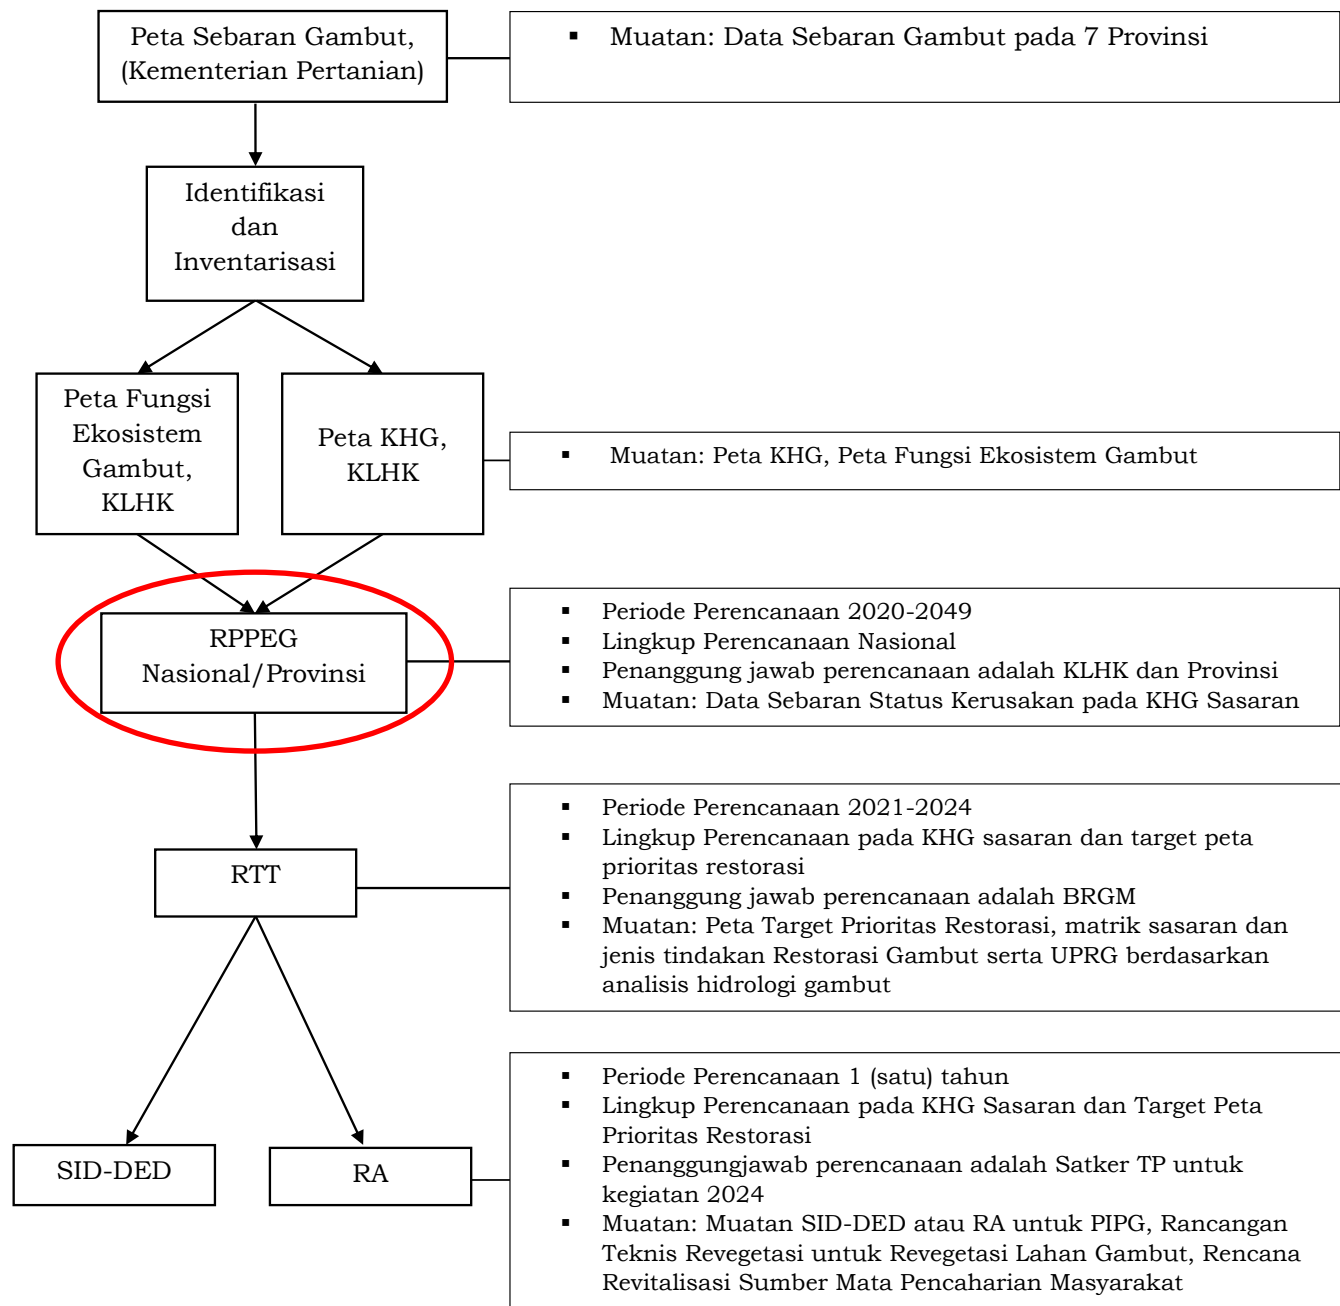 Peta Sebaran Gambut,
(Kementerian Pertanian)
▪ Muatan: Data Sebaran Gambut pada 7 Provinsi
Identifikasi
dan
Inventarisasi
Peta Fungsi
Ekosistem
Gambut,
KLHK
Peta KHG,
KLHK
▪ Muatan: Peta KHG, Peta Fungsi Ekosistem Gambut
RPPEG
Nasional/Provinsi
▪ Periode Perencanaan 2020-2049
▪ Lingkup Perencanaan Nasional
▪ Penanggung jawab perencanaan adalah KLHK dan Provinsi
▪ Muatan: Data Sebaran Status Kerusakan pada KHG Sasaran
RTT
▪ Periode Perencanaan 2021-2024
▪ Lingkup Perencanaan pada KHG sasaran dan target peta
prioritas restorasi
▪ Penanggung jawab perencanaan adalah BRGM
▪ Muatan: Peta Target Prioritas Restorasi, matrik sasaran dan
jenis tindakan Restorasi Gambut serta UPRG berdasarkan
analisis hidrologi gambut
SID-DED
RA
▪ Periode Perencanaan 1 (satu) tahun
▪ Lingkup Perencanaan pada KHG Sasaran dan Target Peta
Prioritas Restorasi
▪ Penanggungjawab perencanaan adalah Satker TP untuk
kegiatan 2024
▪ Muatan: Muatan SID-DED atau RA untuk PIPG, Rancangan
Teknis Revegetasi untuk Revegetasi Lahan Gambut, Rencana
Revitalisasi Sumber Mata Pencaharian Masyarakat